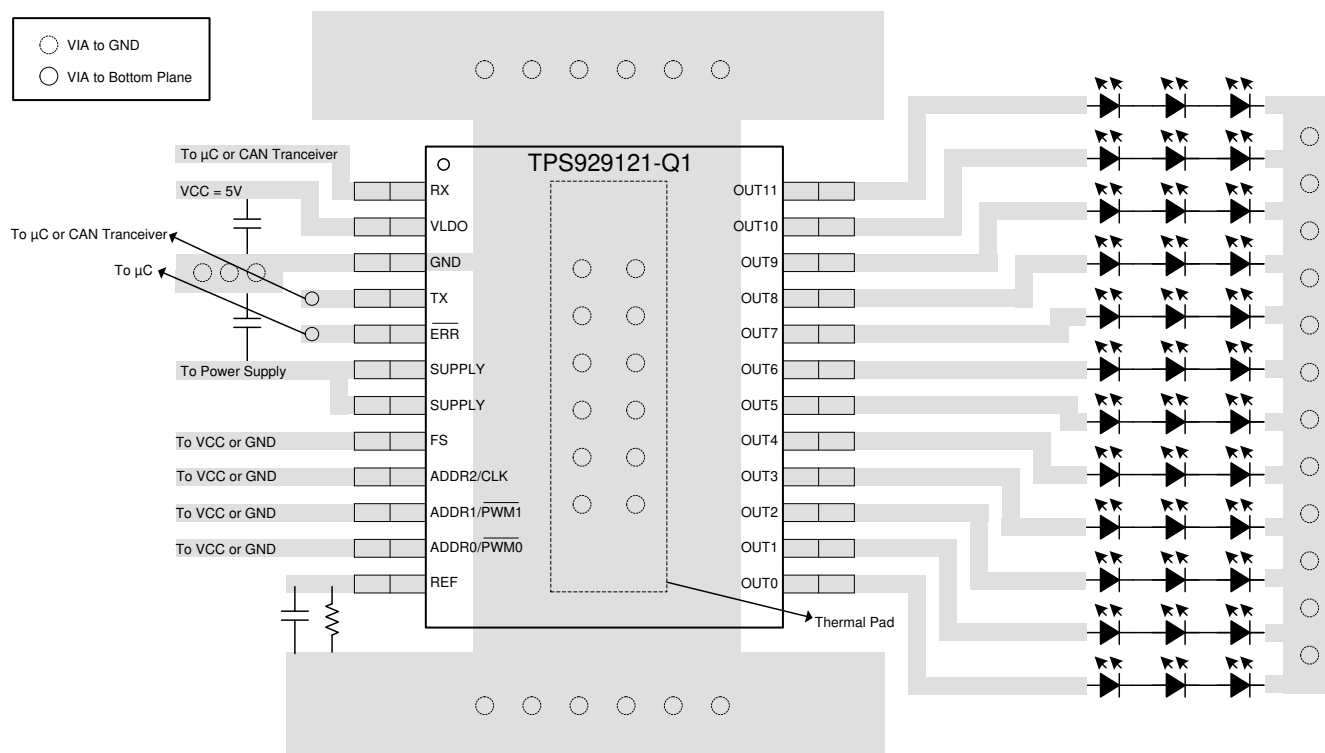 VIA to GND
VIA to Bottom Plane
TPS929121-Q1
To µC or CAN Tranceiver
VCC = 5V
To µC or CAN Tranceiver
To µC
To Power Supply
To VCC or GND
To VCC or GND
To VCC or GND
To VCC or GND
RX
VLDO
GND
TX
ERR
SUPPLY
SUPPLY
FS
ADDR2/CLK
ADDR1/PWM1
ADDR0/PWM0
REF
OUT11
OUT10
OUT9
OUT8
OUT7
OUT6
OUT5
OUT4
OUT3
OUT2
OUT1
OUT0
Thermal Pad